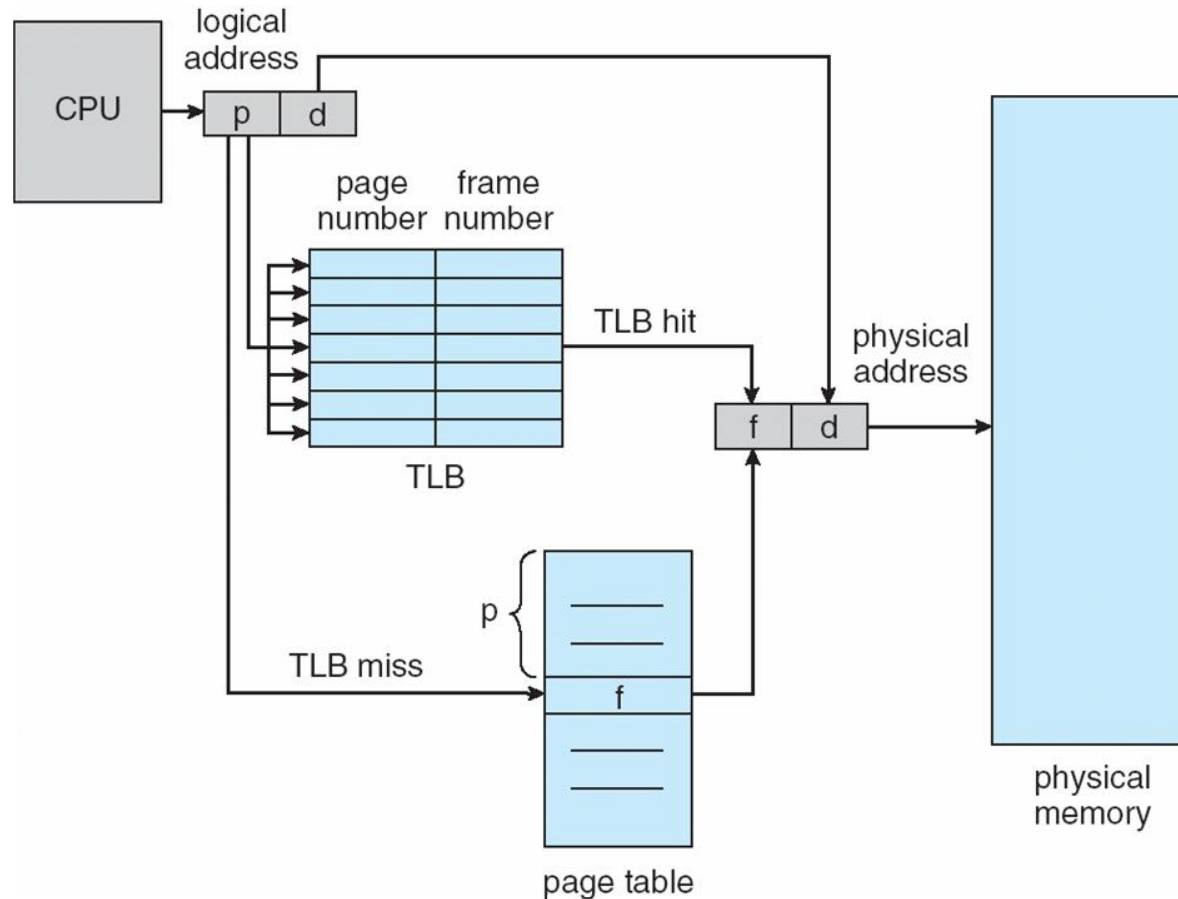 logical
address
CPU
p
d
page
number
frame
number
TLB hit
physical
address
f
d
TLB
p
TLB miss
f
physical
memory
page table